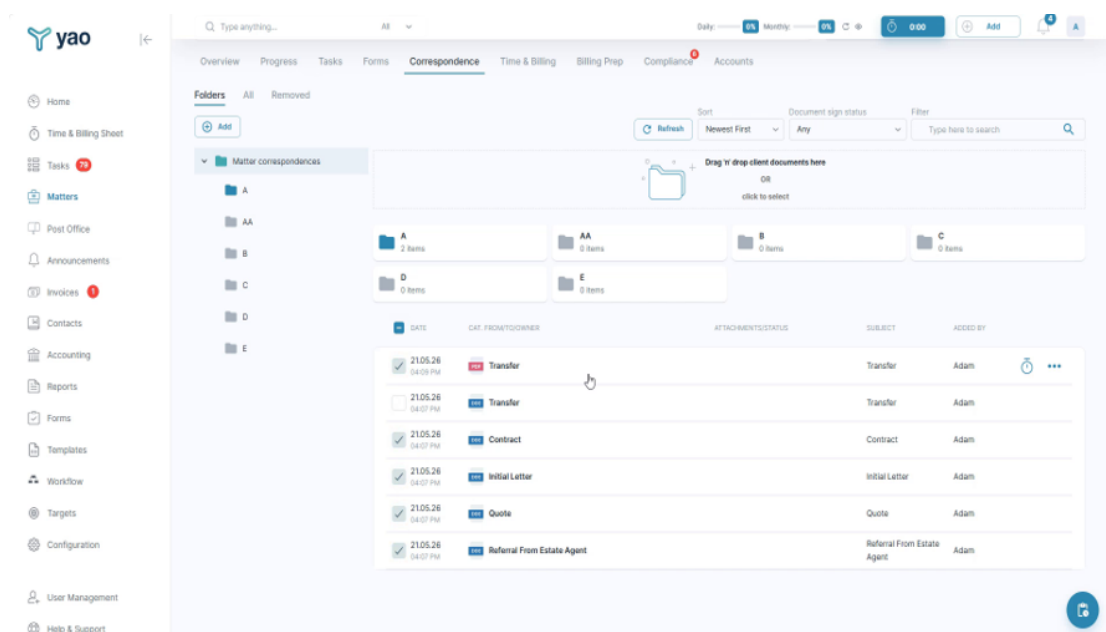 yao
Type anything...
All
Daily:
0%
Monthly:
0%
0:00
Add
4
A
Overview
Progress
Tasks
Forms
Correspondence
Time & Billing
Billing Prep
Compliance
Accounts
Home
Time & Billing Sheet
Tasks 79
Matters
Post Office
Announcements
Invoices 1
Contacts
Accounting
Reports
Forms
Templates
Workflow
Targets
Configuration
User Management
Help & Support
Folders
All
Removed
Add
Refresh
Sort
Newest First
Document sign status
Any
Filter
Type here to search
Matter correspondences
A
AA
B
C
D
E
Drag 'n' drop client documents here
OR
click to select
A
2 items
AA
0 items
B
0 items
C
0 items
D
0 items
E
0 items
DATE
CAT. FROM/TO/OWNER
ATTACHMENTS/STATUS
SUBJECT
ADDED BY
21.05.26
04:09 PM
PDF
Transfer
Transfer
Adam
21.05.26
04:07 PM
Transfer
Transfer
Adam
21.05.26
04:07 PM
Contract
Contract
Adam
21.05.26
04:07 PM
Initial Letter
Initial Letter
Adam
21.05.26
04:07 PM
Quote
Quote
Adam
21.05.26
04:07 PM
Referral From Estate Agent
Referral From Estate
Agent
Adam